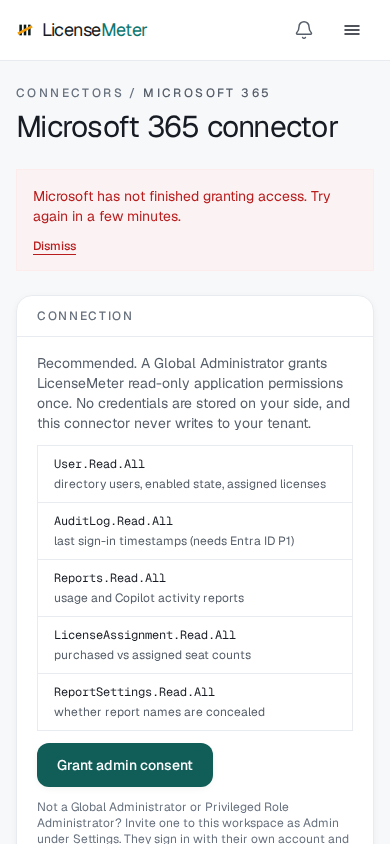 LicenseMeter
CONNECTORS / MICROSOFT 365
Microsoft 365 connector
Microsoft has not finished granting access. Try
again in a few minutes.
Dismiss
CONNECTION
Recommended. A Global Administrator grants
LicenseMeter read-only application permissions
once. No credentials are stored on your side, and
this connector never writes to your tenant.
User.Read.All
directory users, enabled state, assigned licenses
AuditLog.Read.All
last sign-in timestamps (needs Entra ID P1)
Reports.Read.All
usage and Copilot activity reports
LicenseAssignment.Read.All
purchased vs assigned seat counts
ReportSettings.Read.All
whether report names are concealed
Grant admin consent
Not a Global Administrator or Privileged Role
Administrator? Invite one to this workspace as Admin
under Settings. They sign in with their own account and